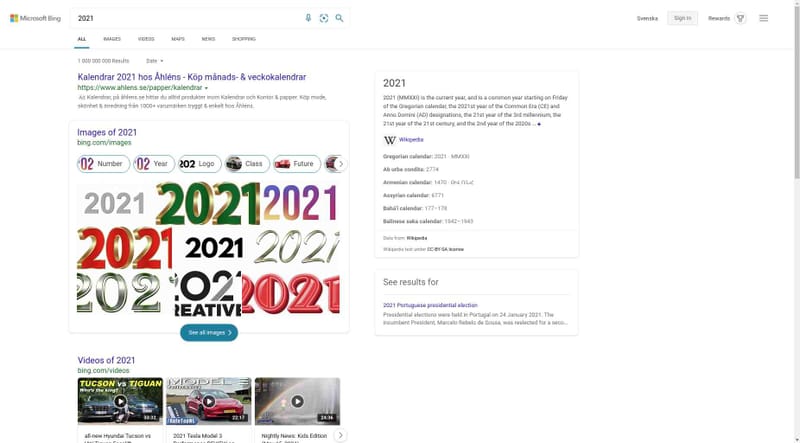 Microsoft Bing
2021
Svenska
Sign in
Rewards
ALL
IMAGES
VIDEOS
MAPS
NEWS
SHOPPING
1 000 000 000 Results
Date
Kalendrar 2021 hos Åhléns - Köp månads- & veckokalendrar
https://www.ahlens.se/papper/kalendrar
Kalendrar, på åhlens.se hittar du alltid produkter inom Kalendrar och Kontor & papper. Köp mode,
skönhet & inredning från 1000+ varumärken tryggt & enkelt hos Åhléns.
Images of 2021
bing.com/images
Number
Year
Logo
Class
Future
2021
2021
2021
2021
2021
2021
2021
2021
CREATIVE
2021
See all images
Videos of 2021
bing.com/videos
TUCSON vs TIGUAN
Who's the king?
30:32
MODEL 3
22:17
24:36
all-new Hyundai Tucson vs
2021 Tesla Model 3
Nightly News: Kids Edition
2021
2021 (MMXXI) is the current year, and is a common year starting on Friday
of the Gregorian calendar, the 2021st year of the Common Era (CE) and
Anno Domini (AD) designations, the 21st year of the 3rd millennium, the
21st year of the 21st century, and the 2nd year of the 2020s ...
Wikipedia
Gregorian calendar: 2021 · MMXXI
Ab urbe condita: 2774
Armenian calendar: 1470 ·
Assyrian calendar: 6771
Bahá'í calendar: 177–178
Balinese saka calendar: 1942–1943
Data from: Wikipedia
Wikipedia text under CC-BY-SA license
See results for
2021 Portuguese presidential election
Presidential elections were held in Portugal on 24 January 2021. The
incumbent President, Marcelo Rebelo de Sousa, was reelected for a seco...